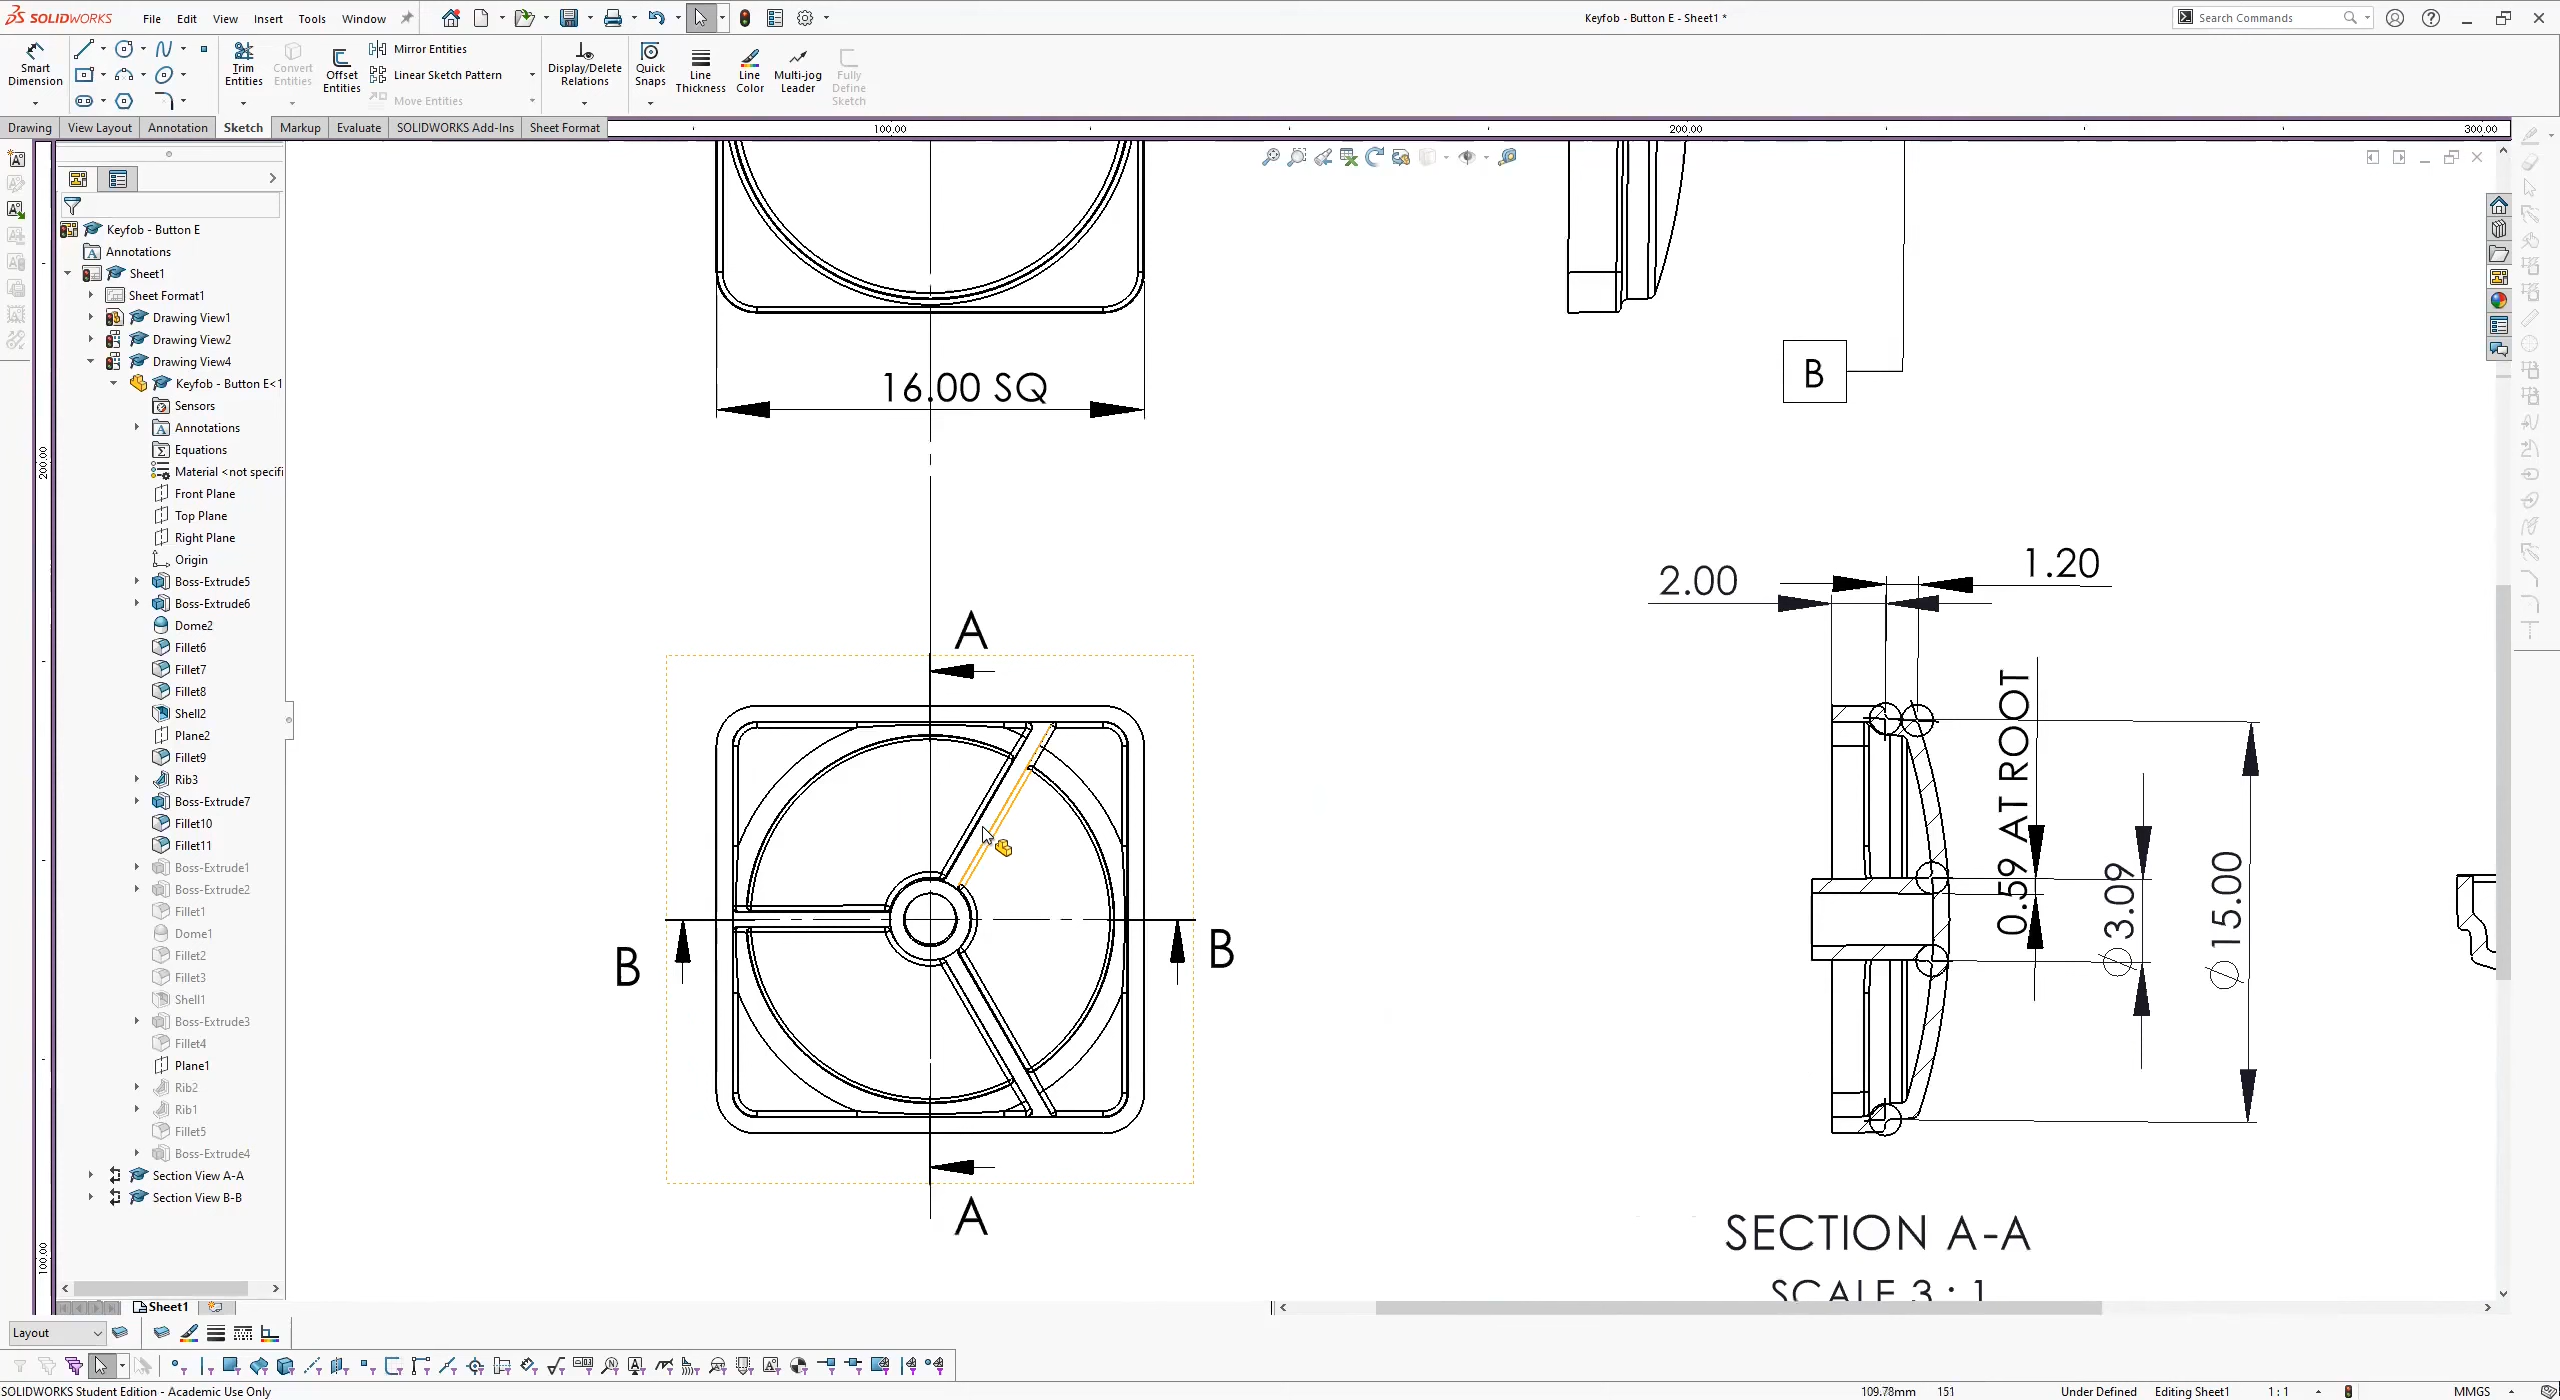 SOLIDWORKS File Edit View Insert Tools Window
Keyfob - Button E - Sheet1 *
Search Commands
Smart Dimension
Trim Entities
Convert Entities
Offset Entities
Mirror Entities
Linear Sketch Pattern
Move Entities
Display/Delete Relations
Quick Snaps
Line Thickness
Line Color
Multi-jog Leader
Fully Define Sketch
Drawing View Layout Annotation Sketch Markup Evaluate SOLIDWORKS Add-Ins Sheet Format
100.00 200.00 300.00
200.00
100.00
Keyfob - Button E
Annotations
Sheet1
Sheet Format1
Drawing View1
Drawing View2
Drawing View4
Keyfob - Button E<1
Sensors
Annotations
Equations
Material <not specifi
Front Plane
Top Plane
Right Plane
Origin
Boss-Extrude5
Boss-Extrude6
Dome2
Fillet6
Fillet7
Fillet8
Shell2
Plane2
Fillet9
Rib3
Boss-Extrude7
Fillet10
Fillet11
Boss-Extrude1
Boss-Extrude2
Fillet1
Dome1
Fillet2
Fillet3
Shell1
Boss-Extrude3
Fillet4
Plane1
Rib2
Rib1
Fillet5
Boss-Extrude4
Section View A-A
Section View B-B
16.00 SQ
B
2.00
1.20
A
B
B
A
0.59 AT ROOT
∅ 3.09
∅ 15.00
SECTION A-A
SCALE 3 : 1
Sheet1
Layout
SOLIDWORKS Student Edition - Academic Use Only
109.78mm 151 Under Defined Editing Sheet1 1 : 1 MMGS